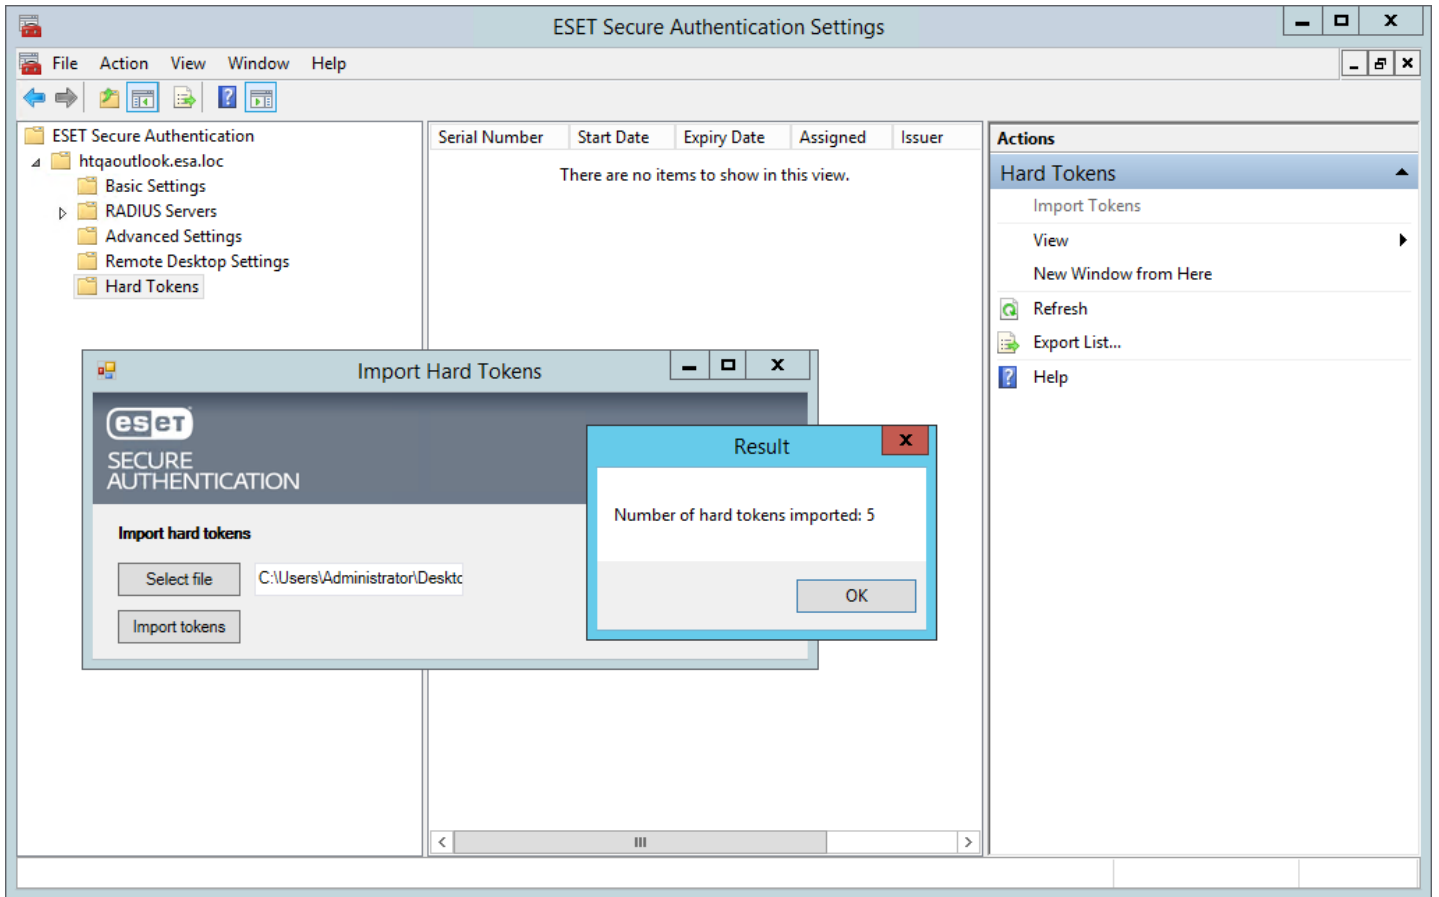 ESET Secure Authentication Settings
File Action View Window Help
ESET Secure Authentication
htqaoutlook.esa.loc
Basic Settings
RADIUS Servers
Advanced Settings
Remote Desktop Settings
Hard Tokens
Serial Number Start Date Expiry Date Assigned Issuer
There are no items to show in this view.
Actions
Hard Tokens
Import Tokens
View
New Window from Here
Refresh
Export List...
Help
Import Hard Tokens
eset
SECURE
AUTHENTICATION
Import hard tokens
Select file C:\Users\Administrator\Deskto
Import tokens
Result
Number of hard tokens imported: 5
OK